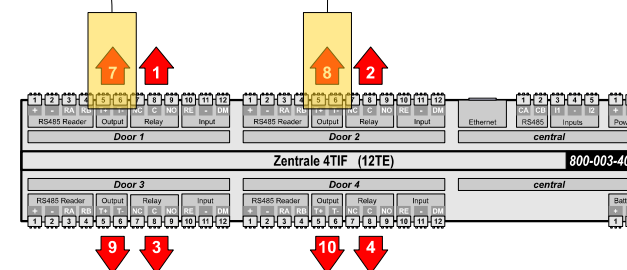 7 1 8 2
1 2 3 4 5 6 7 8 9 10 11 12 1 2 3 4 5 6 7 8 9 10 11 12 1 2 3 4 5 1
+ - RA RB T+ T- NC C NO RE - DM + - RA RB T+ T- NC C NO RE - DM CA CB I1 - I2 +
RS485 Reader Output Relay Input RS485 Reader Output Relay Input Ethernet RS485 Inputs
Door 1 Door 2 central
Zentrale 4TIF (12TE) 800-003-40
Door 3 Door 4 central
RS485 Reader Output Relay Input RS485 Reader Output Relay Input
+ - RA RB T+ T- NC C NO RE - DM + - RA RB T+ T- NC C NO RE - DM +
1 2 3 4 5 6 7 8 9 10 11 12 1 2 3 4 5 6 7 8 9 10 11 12 1
9 3 10 4